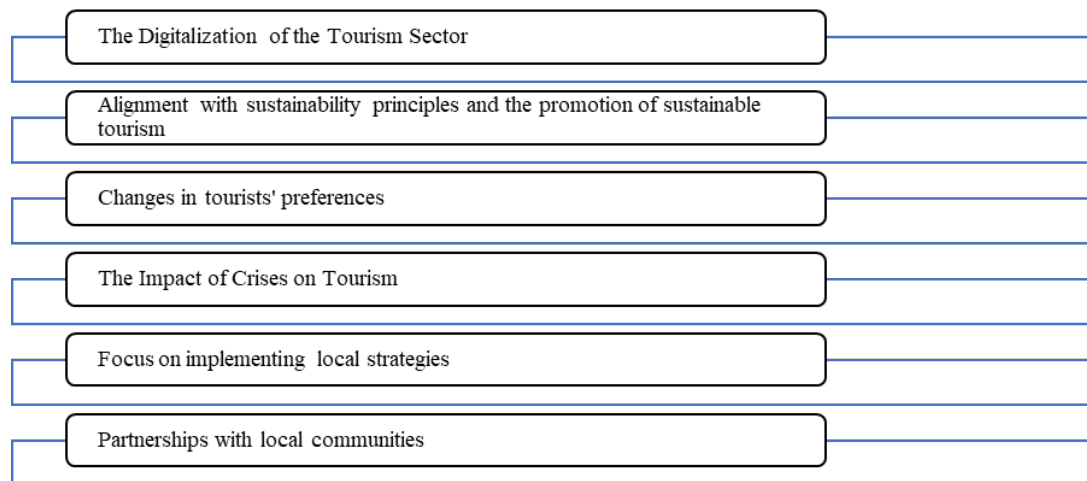 The Digitalization of the Tourism Sector
Alignment with sustainability principles and the promotion of sustainable
tourism
Changes in tourists' preferences
The Impact of Crises on Tourism
Focus on implementing local strategies
Partnerships with local communities